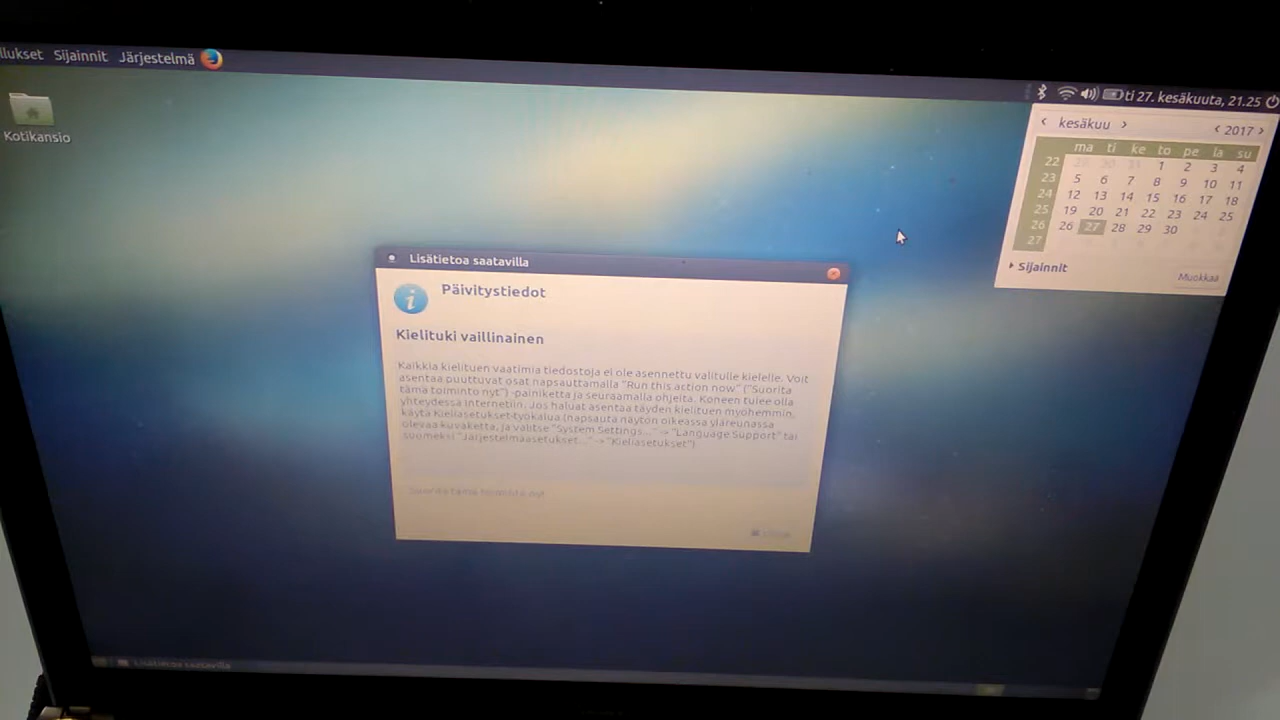 llukset Sijainnit Järjestelmä
ti 27. kesäkuuta, 21.25
Kotikansio
kesäkuu 2017
ma ti ke to pe la su
22 29 30 31 1 2 3 4
23 5 6 7 8 9 10 11
24 12 13 14 15 16 17 18
25 19 20 21 22 23 24 25
26 26 27 28 29 30
27
Sijainnit
Muokkaa
Lisätietoa saatavilla
Päivitystiedot
Kielituki vaillinainen
Kaikkia kielituen vaatimia tiedostoja ei ole asennettu valitulle kielelle. Voit
asentaa puuttuvat osat napsauttamalla "Run this action now" ("Suorita
tämä toiminto nyt") -painiketta ja seuraamalla ohjeita. Koneen tulee olla
yhteydessä Internetiin. Jos haluat asentaa täyden kielituen myöhemmin,
käytä Kieliasetukset-työkalua (napsauta näytön oikeassa yläreunassa
olevaa kuvaketta, ja valitse "System Settings..." -> "Language Support" tai
suomeksi "Järjestelmäasetukset..." -> "Kieliasetukset")
Suorita tämä toiminto nyt
Lisätietoa saatavilla